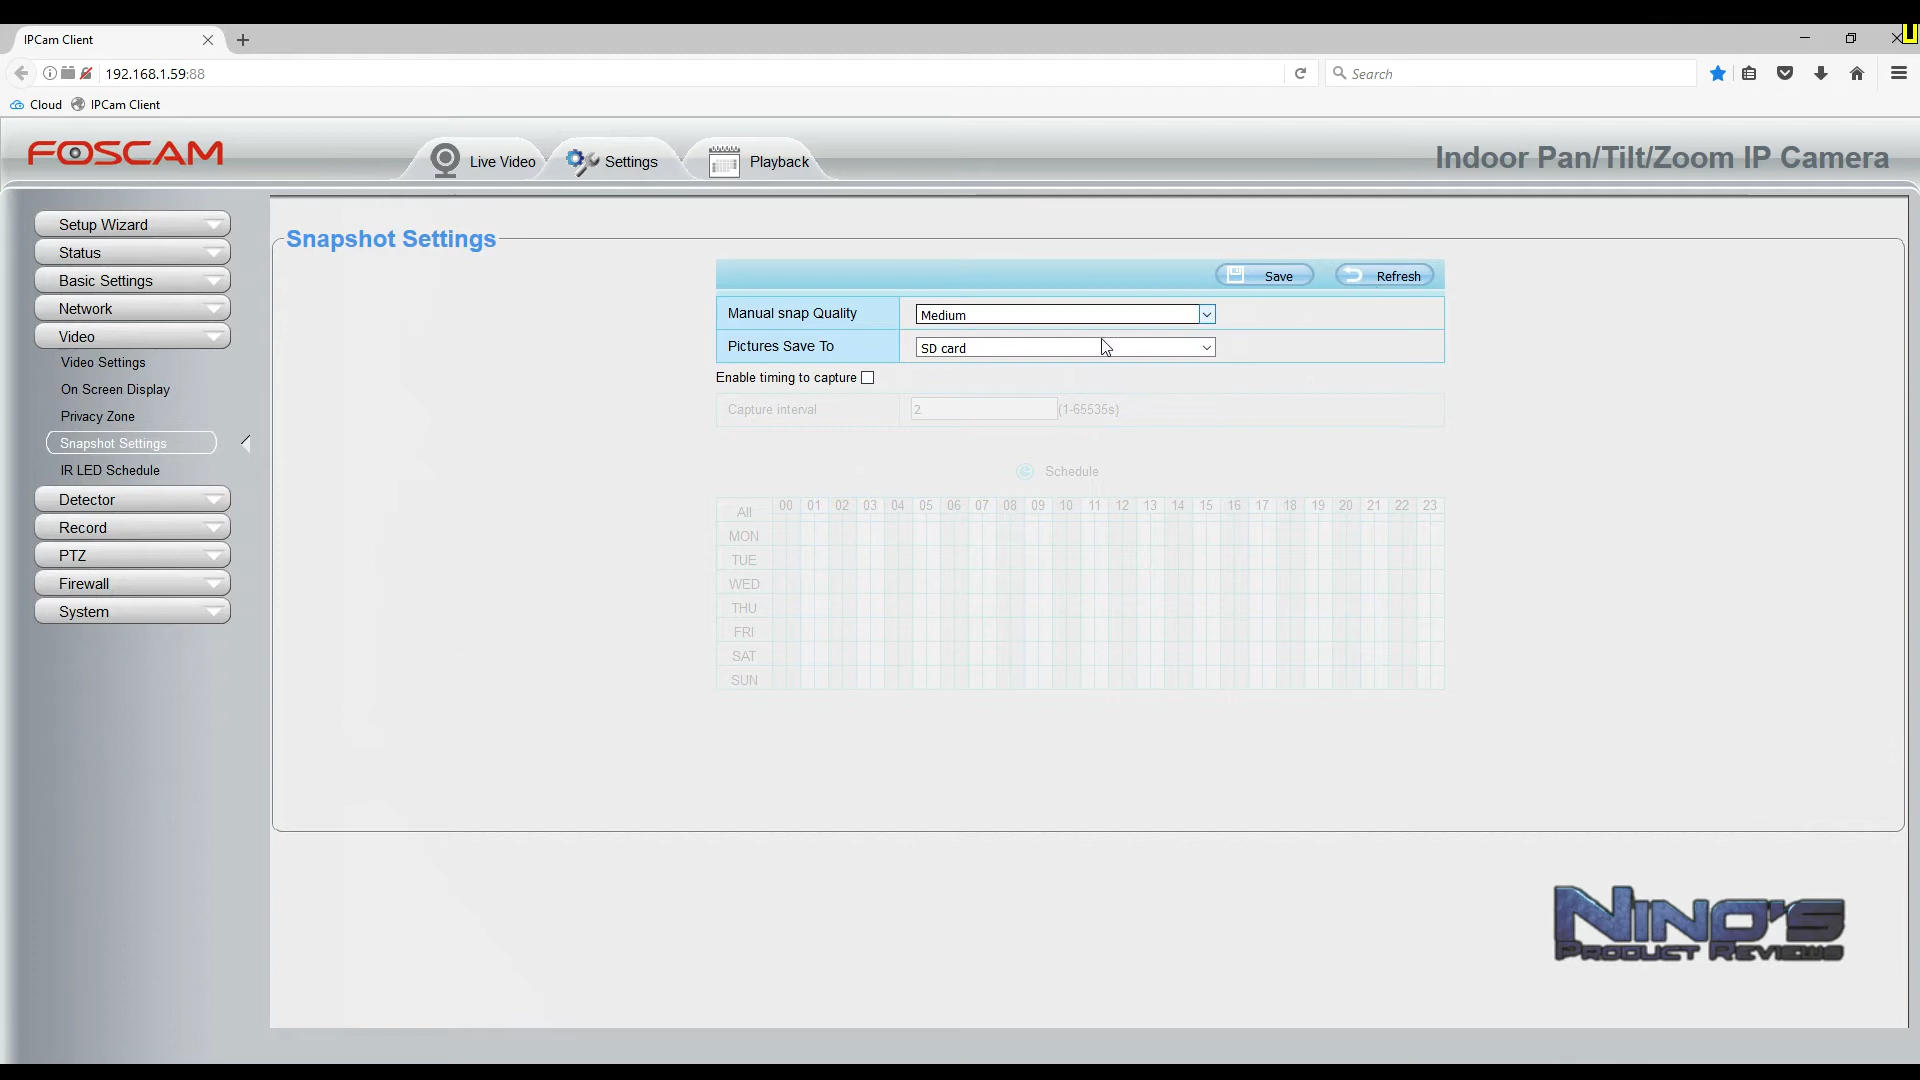 IPCam Client
192.168.1.59:88
Search
Cloud IPCam Client
FOSCAM
Live Video
Settings
Playback
Indoor Pan/Tilt/Zoom IP Camera
Setup Wizard
Status
Basic Settings
Network
Video
Video Settings
On Screen Display
Privacy Zone
Snapshot Settings
IR LED Schedule
Detector
Record
PTZ
Firewall
System
Snapshot Settings
Save
Refresh
Manual snap Quality Medium
Pictures Save To SD card
Enable timing to capture
Capture interval 2 (1-65535s)
Schedule
All 00 01 02 03 04 05 06 07 08 09 10 11 12 13 14 15 16 17 18 19 20 21 22 23
MON
TUE
WED
THU
FRI
SAT
SUN
NINO'S
PRODUCT REVIEWS